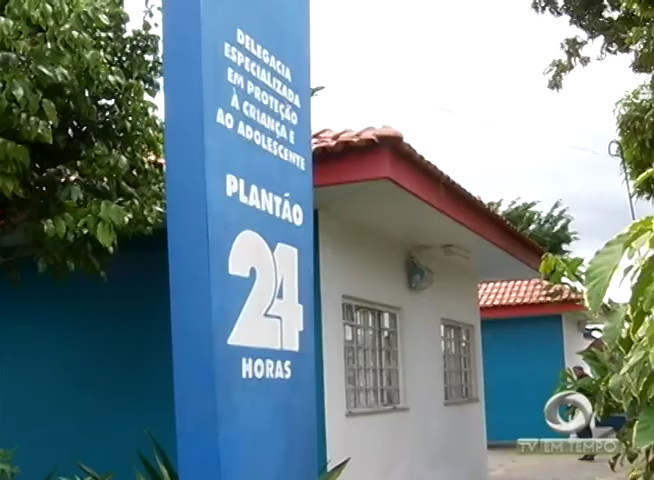 DELEGACIA
ESPECIALIZADA
EM PROTEÇÃO
À CRIANÇA E
AO ADOLESCENTE
PLANTÃO
24
HORAS
TV EM TEMPO